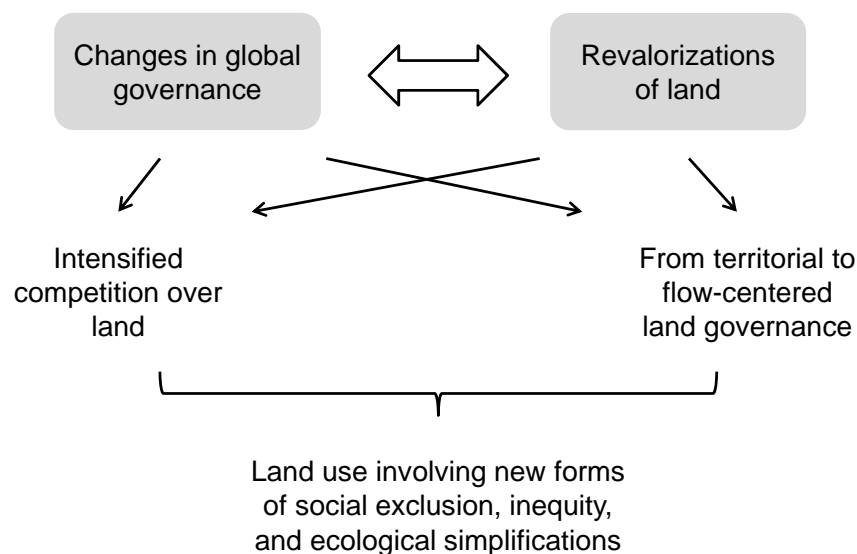 Changes in global
governance
Revalorizations
of land
Intensified
competition over
land
From territorial to
flow-centered
land governance
Land use involving new forms
of social exclusion, inequity,
and ecological simplifications